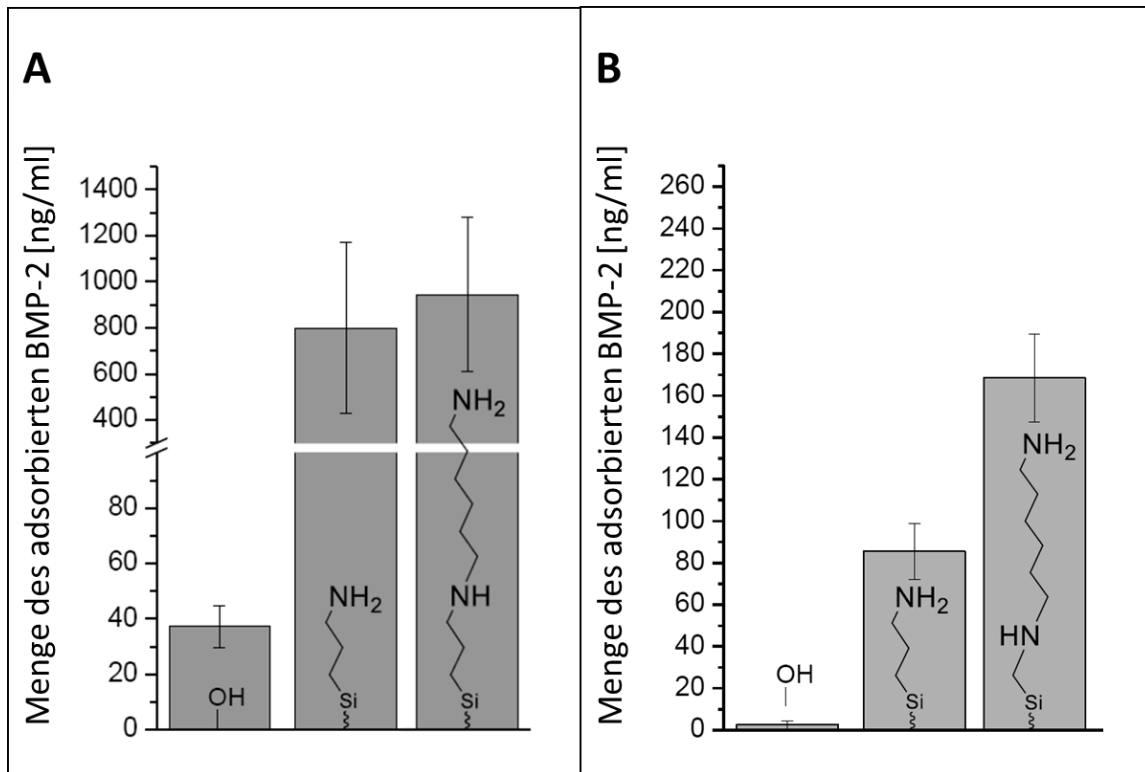 A
Menge des adsorbierten BMP-2 [ng/ml]
1400
1200
1000
800
600
400
80
60
40
20
0
OH
NH2
Si
NH2
NH
Si
B
Menge des adsorbierten BMP-2 [ng/ml]
260
240
220
200
180
160
140
120
100
80
60
40
20
0
OH
NH2
Si
NH2
HN
Si